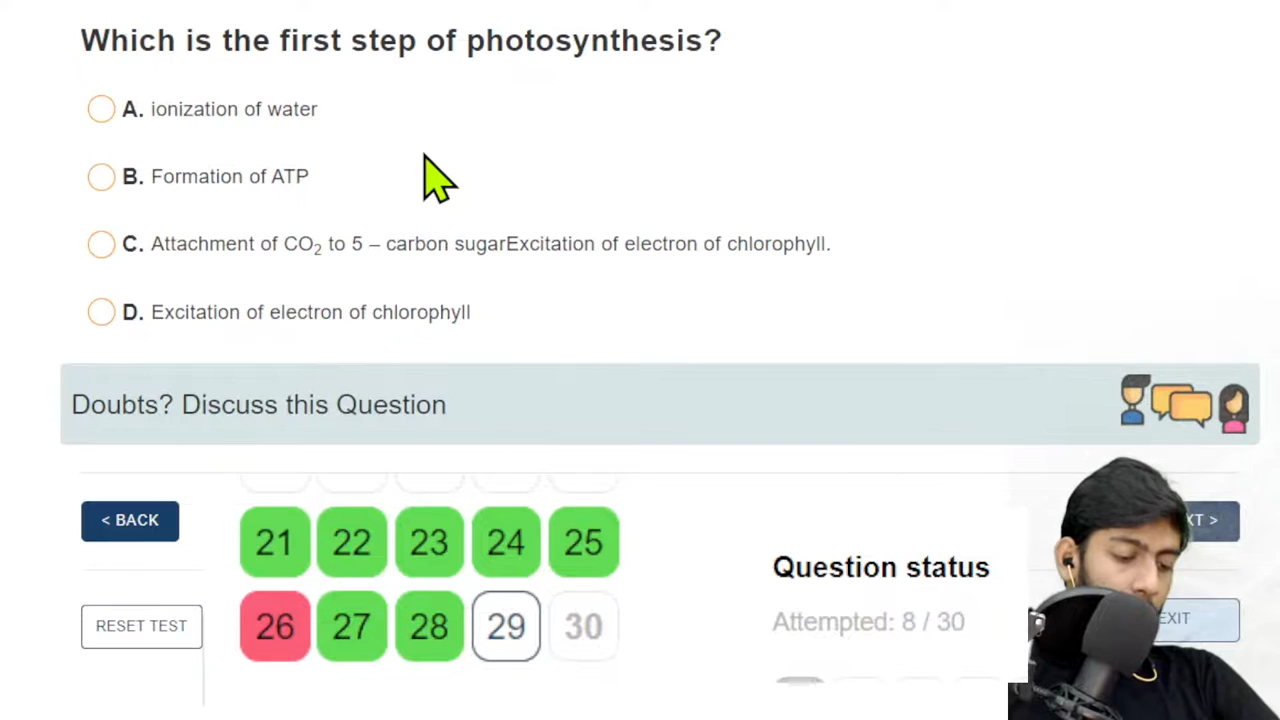 Which is the first step of photosynthesis?
A. ionization of water
B. Formation of ATP
C. Attachment of CO₂ to 5 – carbon sugarExcitation of electron of chlorophyll.
D. Excitation of electron of chlorophyll
Doubts? Discuss this Question
< BACK
XT >
21 22 23 24 25
Question status
RESET TEST
26 27 28 29 30
Attempted: 8 / 30
EXIT